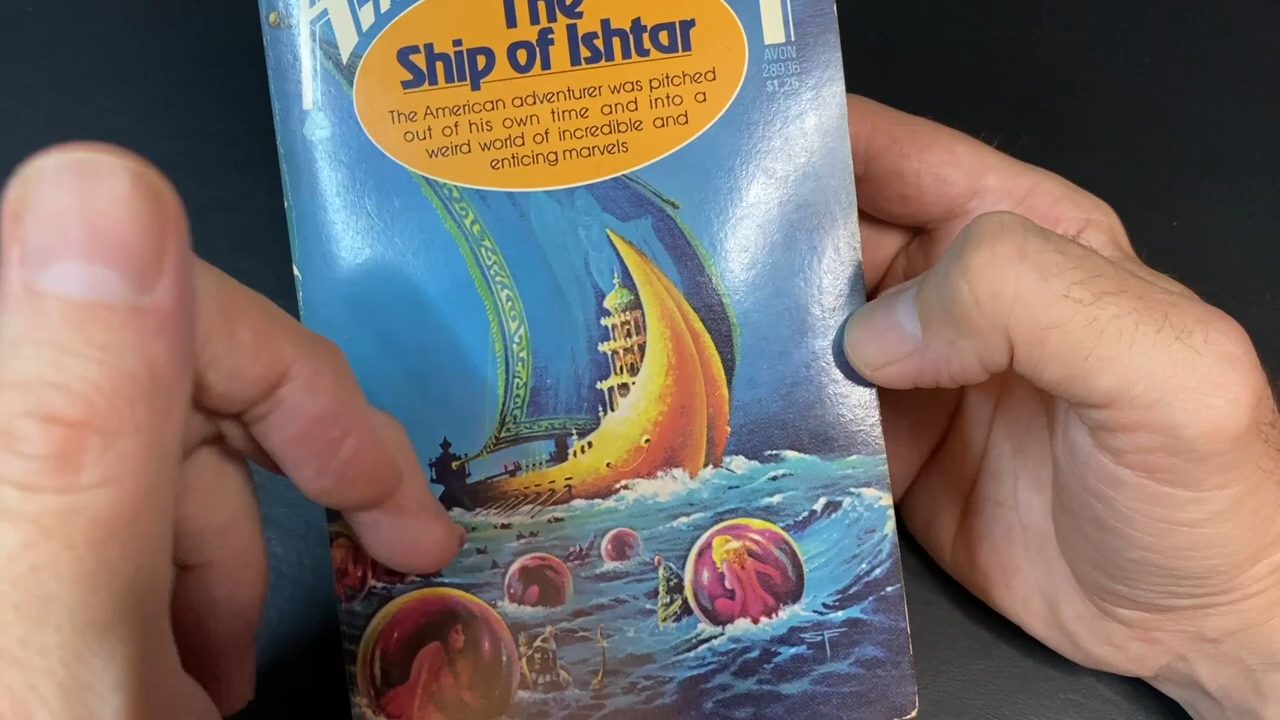 The
Ship of Ishtar
The American adventurer was pitched
out of his own time and into a
weird world of incredible and
enticing marvels
AVON
28936
$1.25
SF